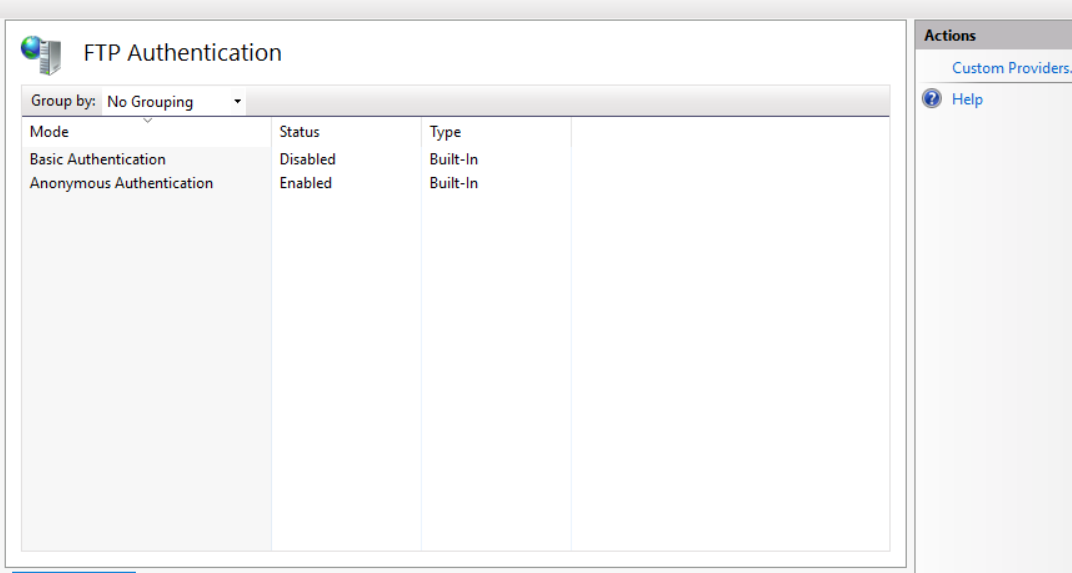 FTP Authentication
Group by: No Grouping
Mode Status Type
Basic Authentication Disabled Built-In
Anonymous Authentication Enabled Built-In
Actions
Custom Providers.
Help